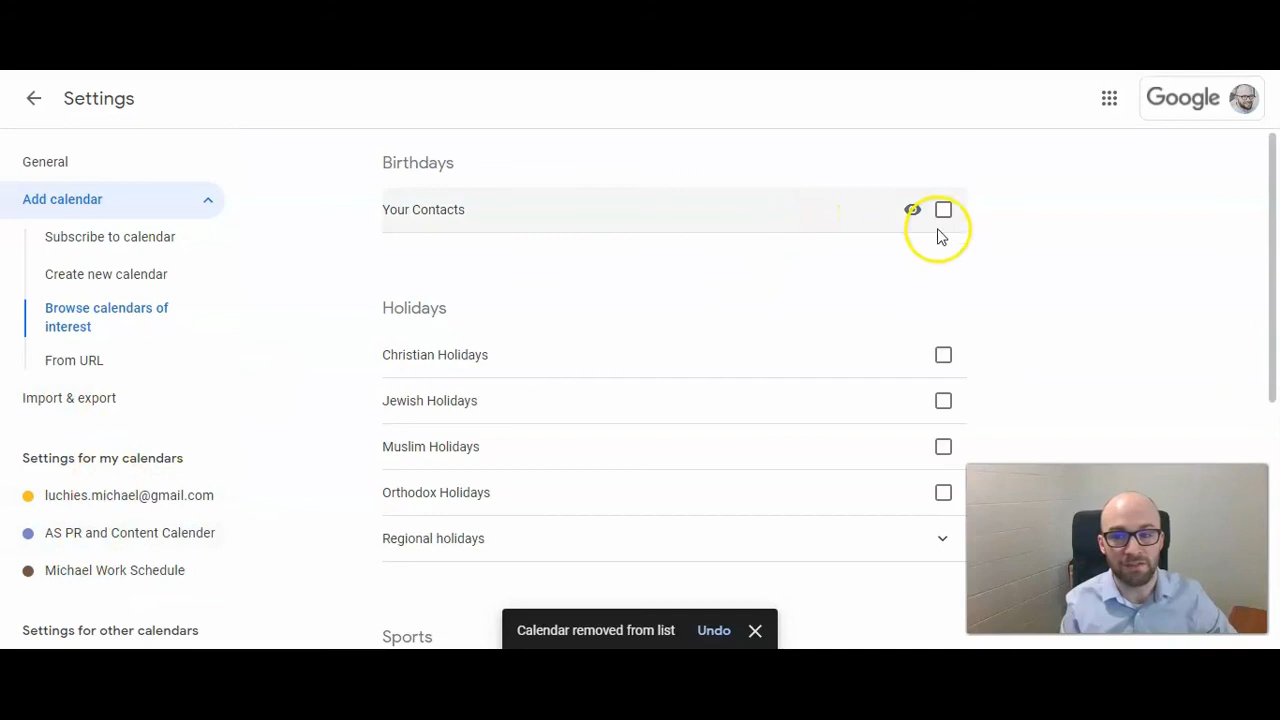 Settings
Google
General
Add calendar
Subscribe to calendar
Create new calendar
Browse calendars of
interest
From URL
Import & export
Settings for my calendars
luchies.michael@gmail.com
AS PR and Content Calender
Michael Work Schedule
Settings for other calendars
Birthdays
Your Contacts
Holidays
Christian Holidays
Jewish Holidays
Muslim Holidays
Orthodox Holidays
Regional holidays
Sports
Calendar removed from list Undo